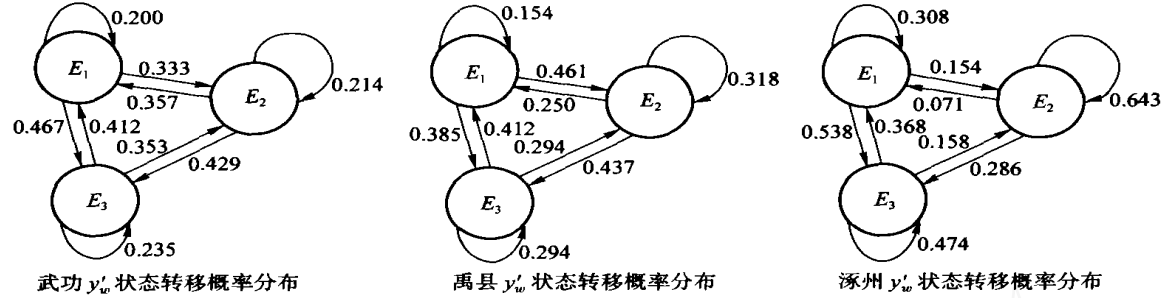 0.200
E₁
0.333
0.357
E₂
0.214
0.467
0.412
0.353
0.429
E₃
0.235
武功 y′w 状态转移概率分布
0.154
E₁
0.461
0.250
E₂
0.318
0.385
0.412
0.294
0.437
E₃
0.294
禹县 y′w 状态转移概率分布
0.308
E₁
0.154
0.071
E₂
0.643
0.538
0.368
0.158
0.286
E₃
0.474
涿州 y′w 状态转移概率分布